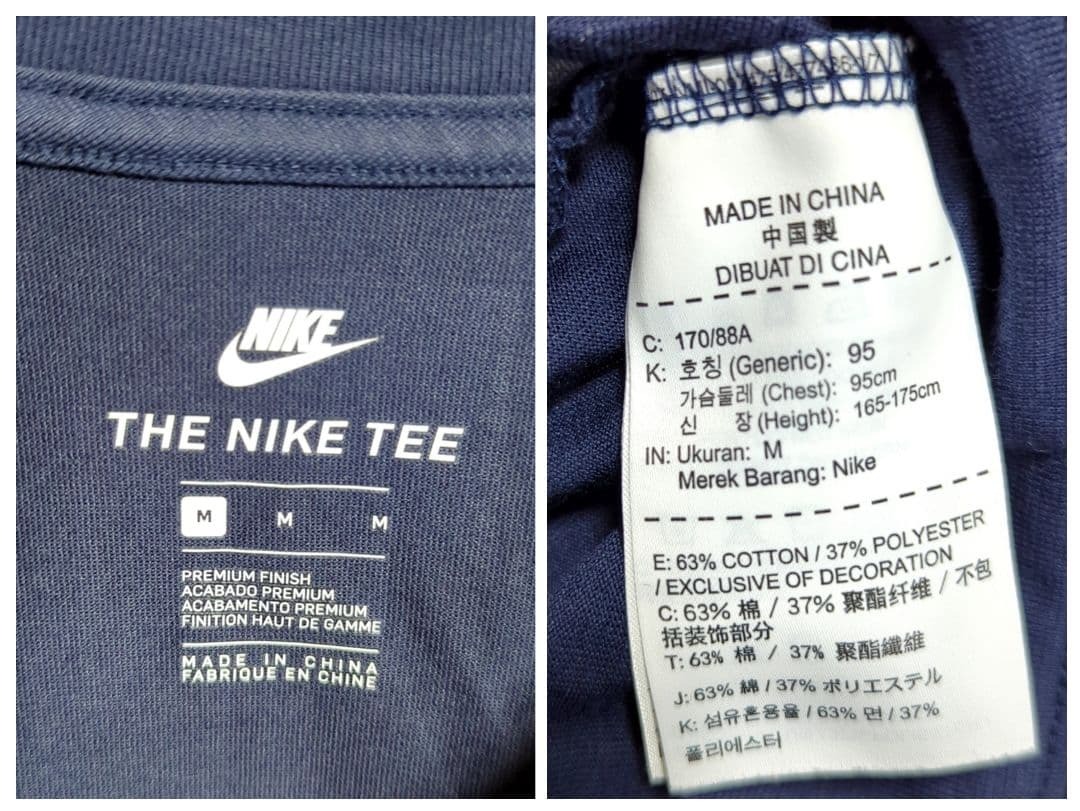 NIKE
THE NIKE TEE
M M M
PREMIUM FINISH
ACABADO PREMIUM
ACABAMENTO PREMIUM
FINITION HAUT DE GAMME
MADE IN CHINA
FABRIQUE EN CHINE
MADE IN CHINA
中国製
DIBUAT DI CINA
C: 170/88A
K: 호칭 (Generic): 95
가슴둘레 (Chest): 95cm
신 장 (Height): 165-175cm
IN: Ukuran: M
Merek Barang: Nike
E: 63% COTTON / 37% POLYESTER
/ EXCLUSIVE OF DECORATION
C: 63% 棉 / 37% 聚酯纤维 / 不包
括装饰部分
T: 63% 棉 / 37% 聚酯纖維
J: 63% 綿 / 37% ポリエステル
K: 섬유혼용율 / 63% 면 / 37%
폴리에스터